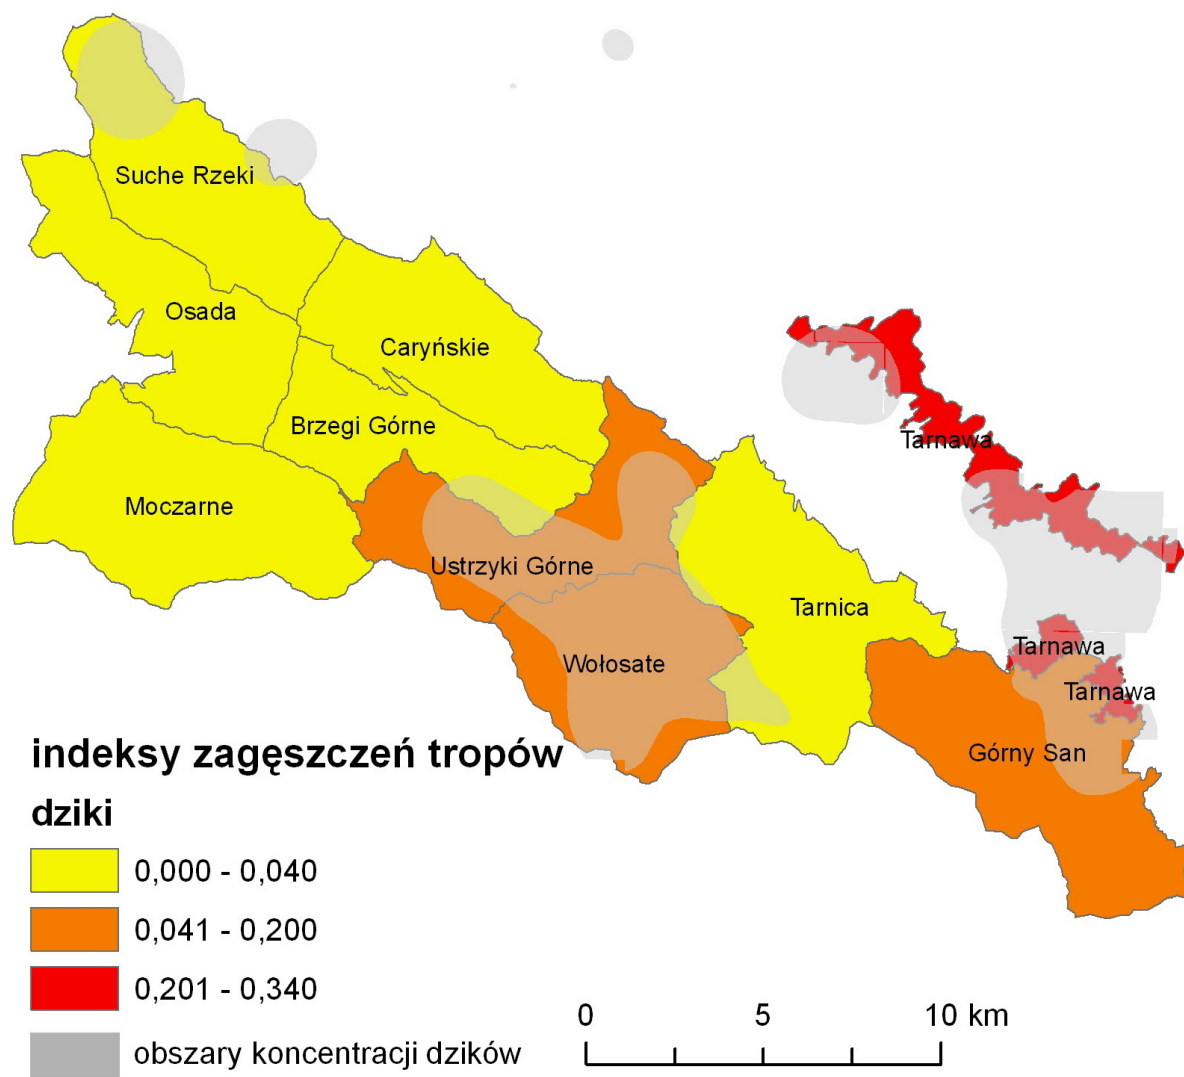 Suche Rzeki
Osada
Caryńskie
Brzegi Górne
Tarnawa
Moczarne
Ustrzyki Górne
Tarnica
Tarnawa
Wołosate
Tarnawa
Górny San
indeksy zagęszczeń tropów
dziki
0,000 - 0,040
0,041 - 0,200
0,201 - 0,340
obszary koncentracji dzików
0 5 10 km